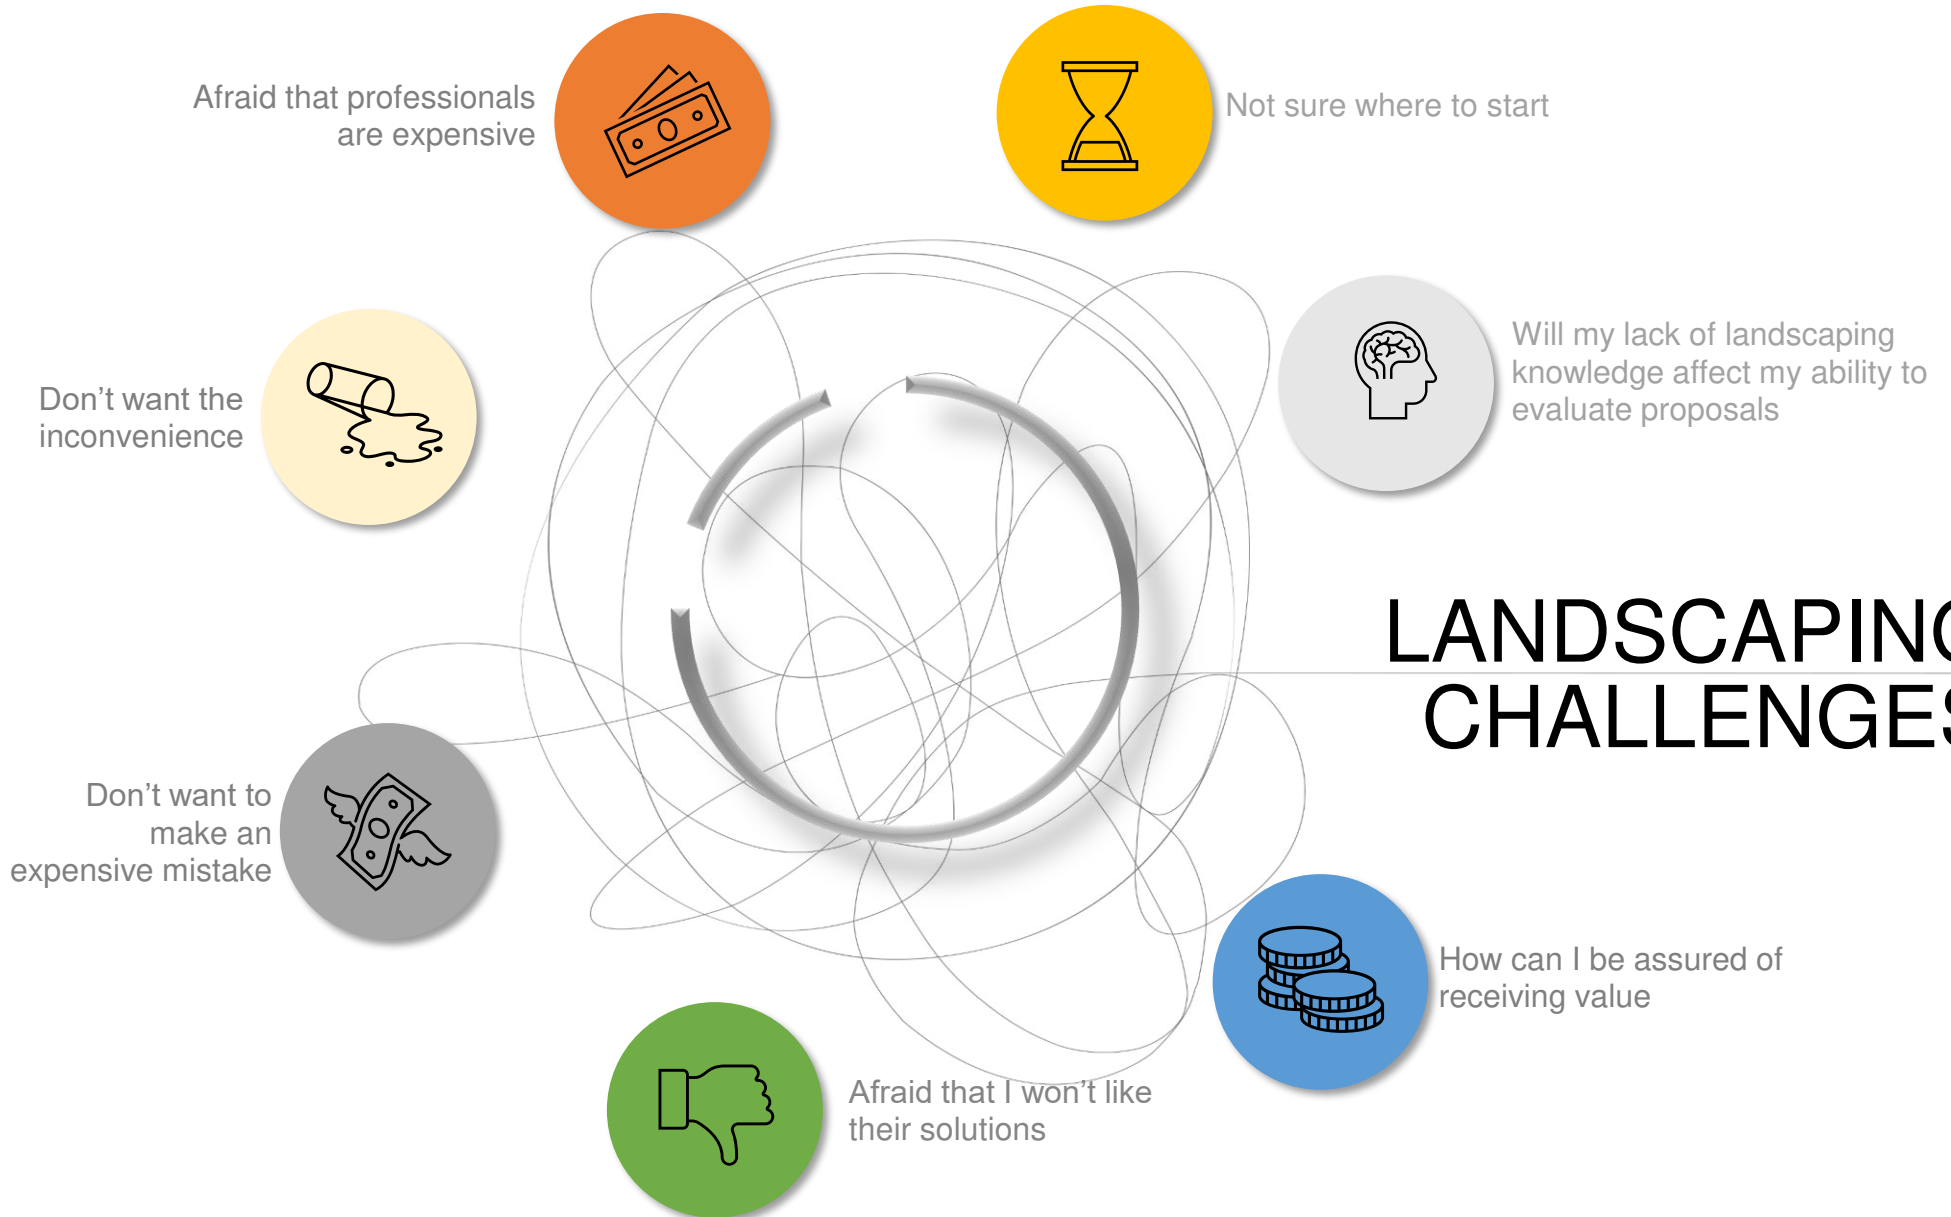 Afraid that professionals
are expensive
Not sure where to start
Will my lack of landscaping
knowledge affect my ability to
evaluate proposals
Don’t want the
inconvenience
LANDSCAPING
CHALLENGES
Don’t want to
make an
expensive mistake
How can I be assured of
receiving value
Afraid that I won’t like
their solutions